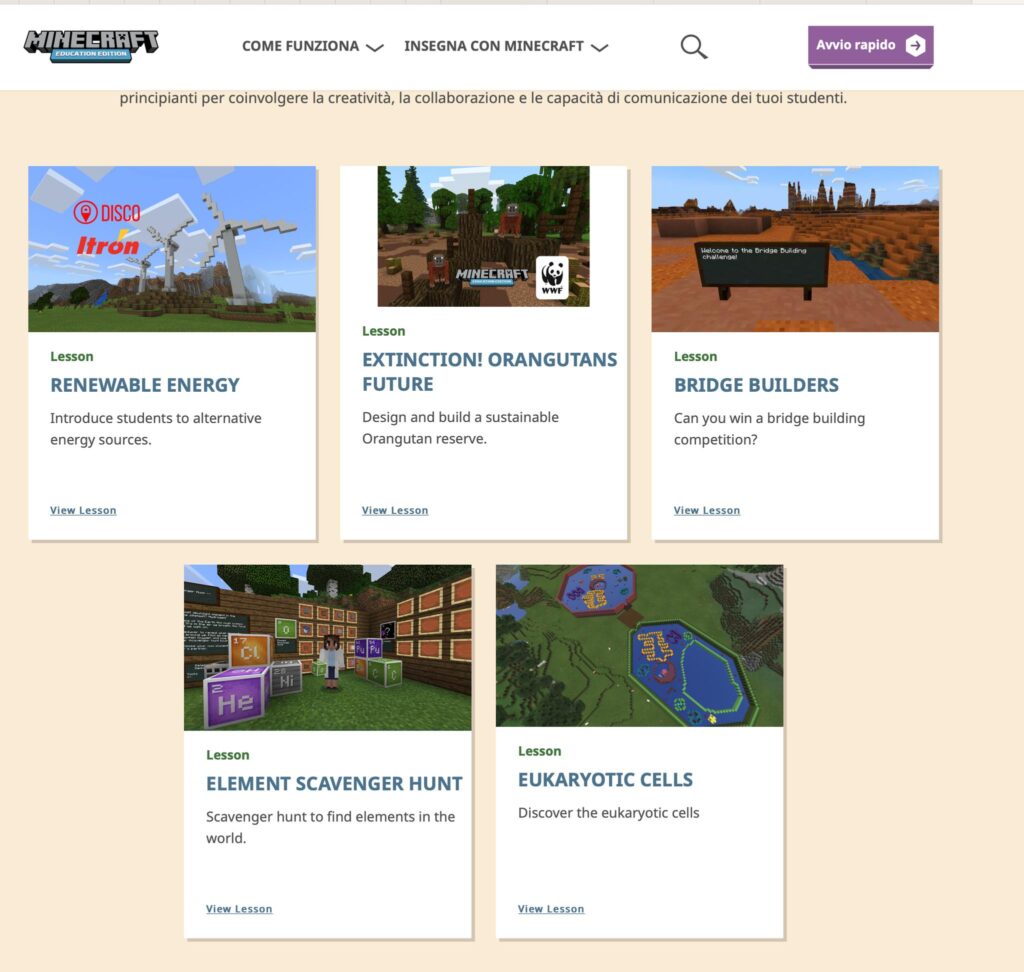 MINECRAFT
EDUCATION EDITION
COME FUNZIONA
INSEGNA CON MINECRAFT
Avvio rapido
principianti per coinvolgere la creatività, la collaborazione e le capacità di comunicazione dei tuoi studenti.
DISCO
Itrón
Lesson
RENEWABLE ENERGY
Introduce students to alternative
energy sources.
View Lesson
MINECRAFT
EDUCATION EDITION
WWF
Lesson
EXTINCTION! ORANGUTANS
FUTURE
Design and build a sustainable
Orangutan reserve.
View Lesson
Welcome to the Bridge Building
challenge!
Lesson
BRIDGE BUILDERS
Can you win a bridge building
competition?
View Lesson
17
Cl
O
2
He
28
Ni
?
Pu
Pu
C
C
Lesson
ELEMENT SCAVENGER HUNT
Scavenger hunt to find elements in the
world.
View Lesson
Lesson
EUKARYOTIC CELLS
Discover the eukaryotic cells
View Lesson